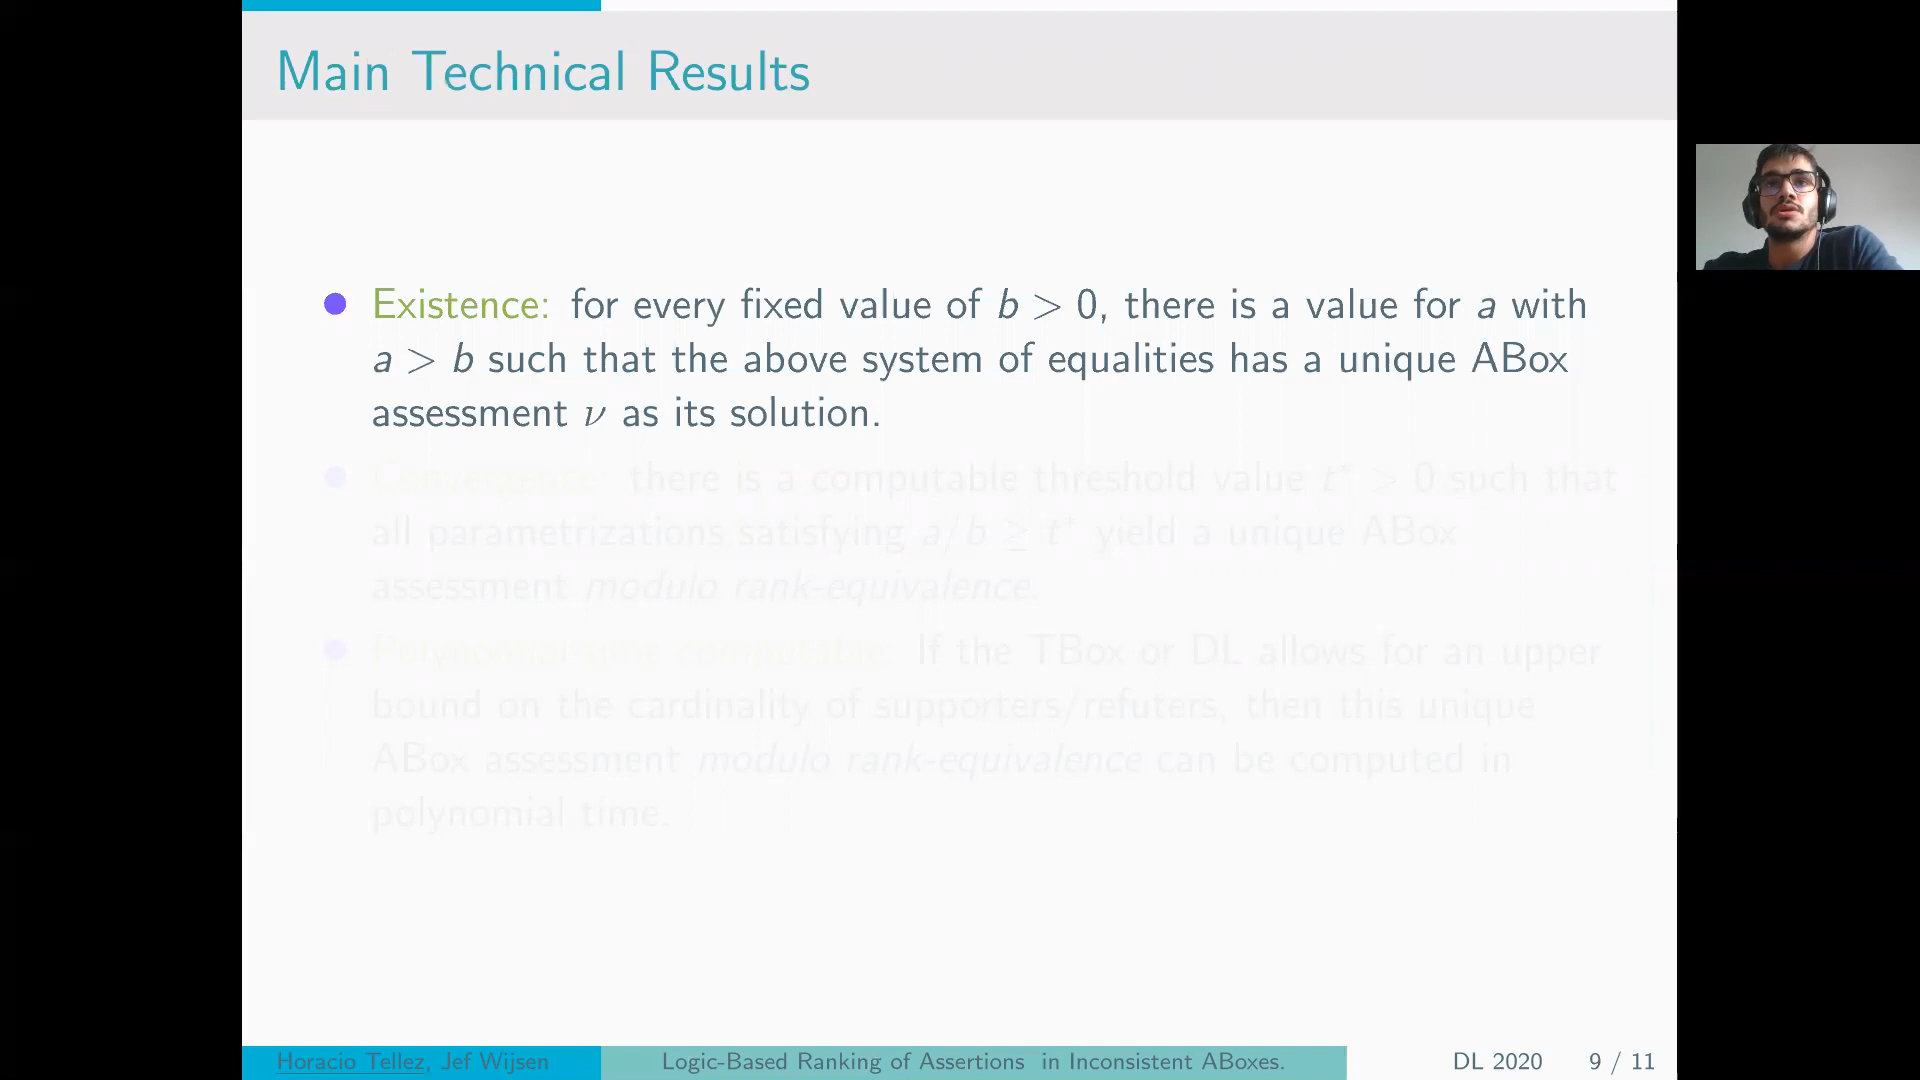 Main Technical Results
Existence: for every fixed value of b > 0, there is a value for a with
a > b such that the above system of equalities has a unique ABox
assessment ν as its solution.
Convergence: there is a computable threshold value t* > 0 such that
all parametrizations satisfying a/b ≥ t* yield a unique ABox
assessment modulo rank-equivalence.
Polynomial-time computable: If the TBox or DL allows for an upper
bound on the cardinality of supporters/refuters, then this unique
ABox assessment modulo rank-equivalence can be computed in
polynomial time.
Horacio Tellez, Jef Wijsen Logic-Based Ranking of Assertions in Inconsistent ABoxes. DL 2020 9 / 11